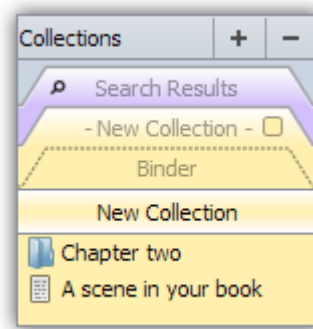 Collections + −
Search Results
- New Collection -
Binder
New Collection
Chapter two
A scene in your book